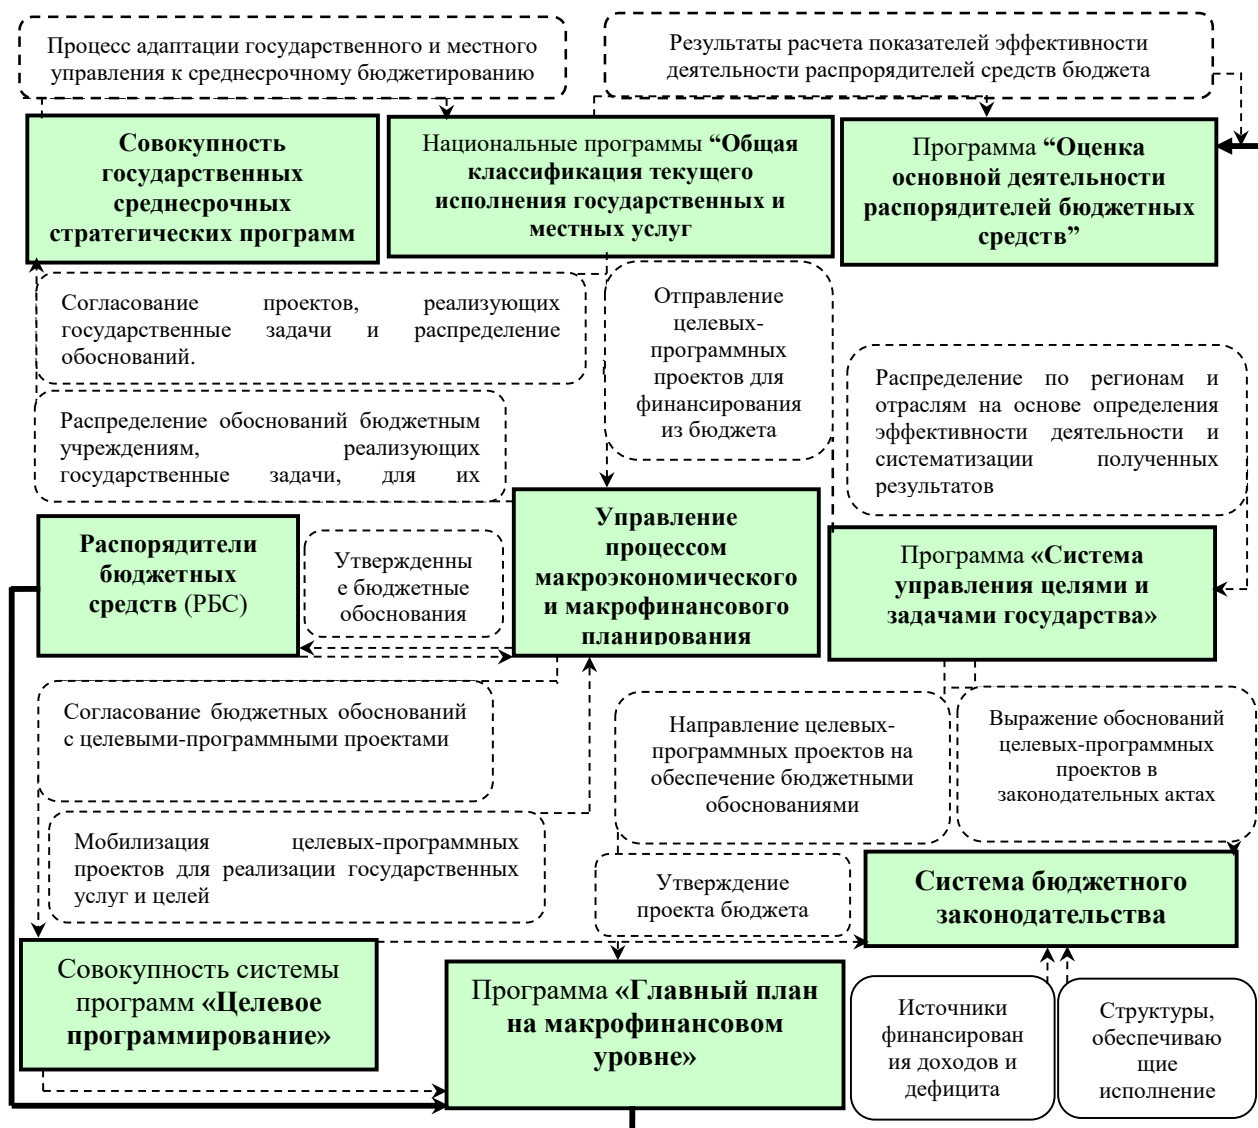 Процесс адаптации государственного и местного
управления к среднесрочному бюджетированию
Результаты расчета показателей эффективности
деятельности распрорядителей средств бюджета
Совокупность
государственных
среднесрочных
стратегических программ
Национальные программы “Общая
классификация текущего
исполнения государственных и
местных услуг
Программа “Оценка
основной деятельности
распорядителей бюджетных
средств”
Согласование проектов, реализующих
государственные задачи и распределение
обоснований.
Отправление
целевых-
программных
проектов для
финансирования
из бюджета
Распределение по регионам и
отраслям на основе определения
эффективности деятельности и
систематизации полученных
результатов
Распределение обоснований бюджетным
учреждениям, реализующих
государственные задачи, для их
Распорядители
бюджетных
средств (РБС)
Утвержденны
е бюджетные
обоснования
Управление
процессом
макроэкономического
и макрофинансового
планирования
Программа «Система
управления целями и
задачами государства»
Согласование бюджетных обоснований
с целевыми-программными проектами
Направление целевых-
программных проектов на
обеспечение бюджетными
обоснованиями
Выражение обоснований
целевых-программных
проектов в
законодательных актах
Мобилизация целевых-программных
проектов для реализации государственных
услуг и целей
Утверждение
проекта бюджета
Система бюджетного
законодательства
Совокупность системы
программ «Целевое
программирование»
Программа «Главный план
на макрофинансовом
уровне»
Источники
финансирован
ия доходов и
дефицита
Структуры,
обеспечиваю
щие
исполнение